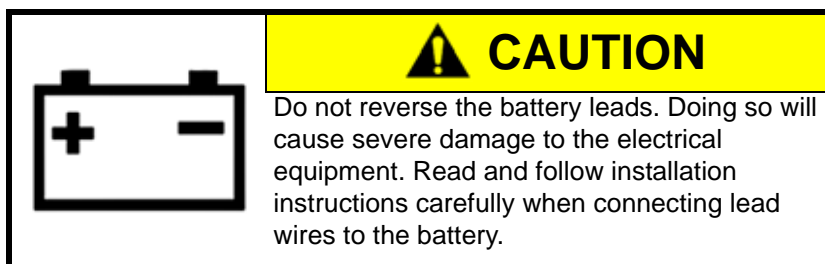 CAUTION
Do not reverse the battery leads. Doing so will
cause severe damage to the electrical
equipment. Read and follow installation
instructions carefully when connecting lead
wires to the battery.